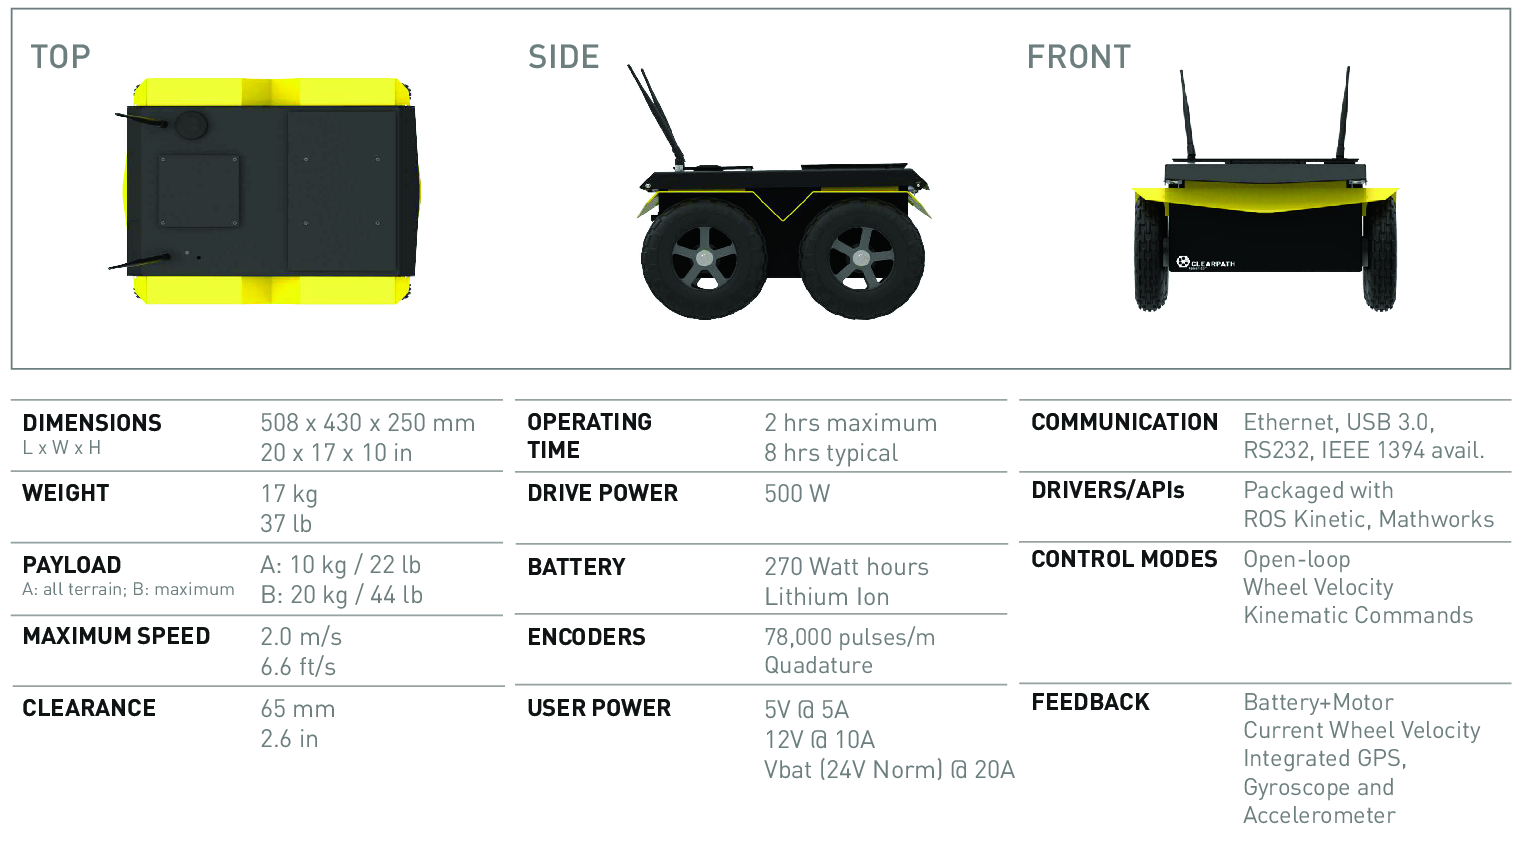 TOP
SIDE
FRONT
CLEARPATH
DIMENSIONS
L x W x H
508 x 430 x 250 mm
20 x 17 x 10 in
WEIGHT
17 kg
37 lb
PAYLOAD
A: all terrain; B: maximum
A: 10 kg / 22 lb
B: 20 kg / 44 lb
MAXIMUM SPEED
2.0 m/s
6.6 ft/s
CLEARANCE
65 mm
2.6 in
OPERATING
TIME
2 hrs maximum
8 hrs typical
DRIVE POWER
500 W
BATTERY
270 Watt hours
Lithium Ion
ENCODERS
78,000 pulses/m
Quadature
USER POWER
5V @ 5A
12V @ 10A
Vbat (24V Norm) @ 20A
COMMUNICATION
Ethernet, USB 3.0,
RS232, IEEE 1394 avail.
DRIVERS/APIs
Packaged with
ROS Kinetic, Mathworks
CONTROL MODES
Open-loop
Wheel Velocity
Kinematic Commands
FEEDBACK
Battery+Motor
Current Wheel Velocity
Integrated GPS,
Gyroscope and
Accelerometer